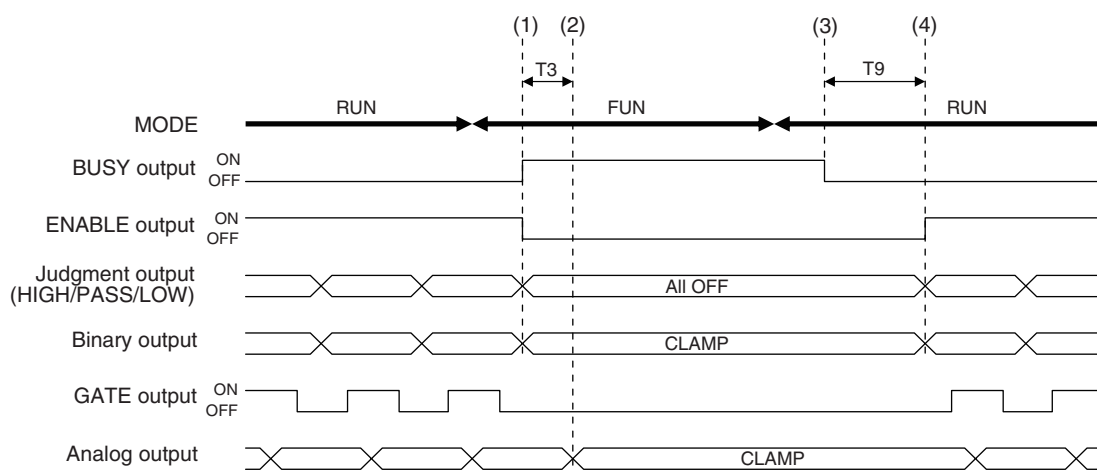 (1) (2) (3) (4)
T3 T9
MODE RUN FUN RUN
BUSY output ON
OFF
ENABLE output ON
OFF
Judgment output
(HIGH/PASS/LOW) All OFF
Binary output CLAMP
GATE output ON
OFF
Analog output CLAMP